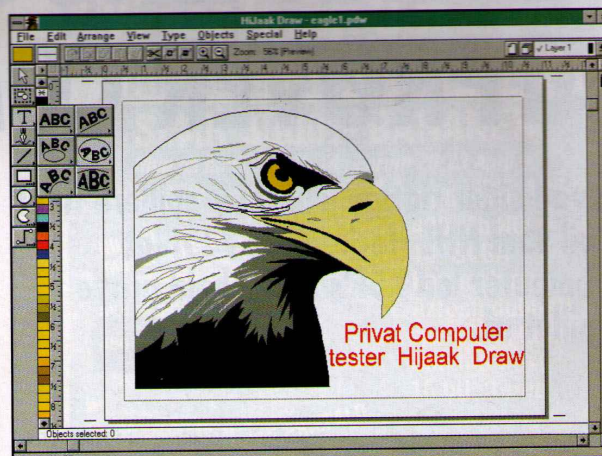 HiJaak Draw - eagle1.pdw
File Edit Arrange View Type Objects Special Help
Zoom: 56% (Preview)
√ Layer 1
T
ABC ABC
ABC ABC
ABC ABC
Privat Computer
tester Hijaak Draw
Objects selected: 0